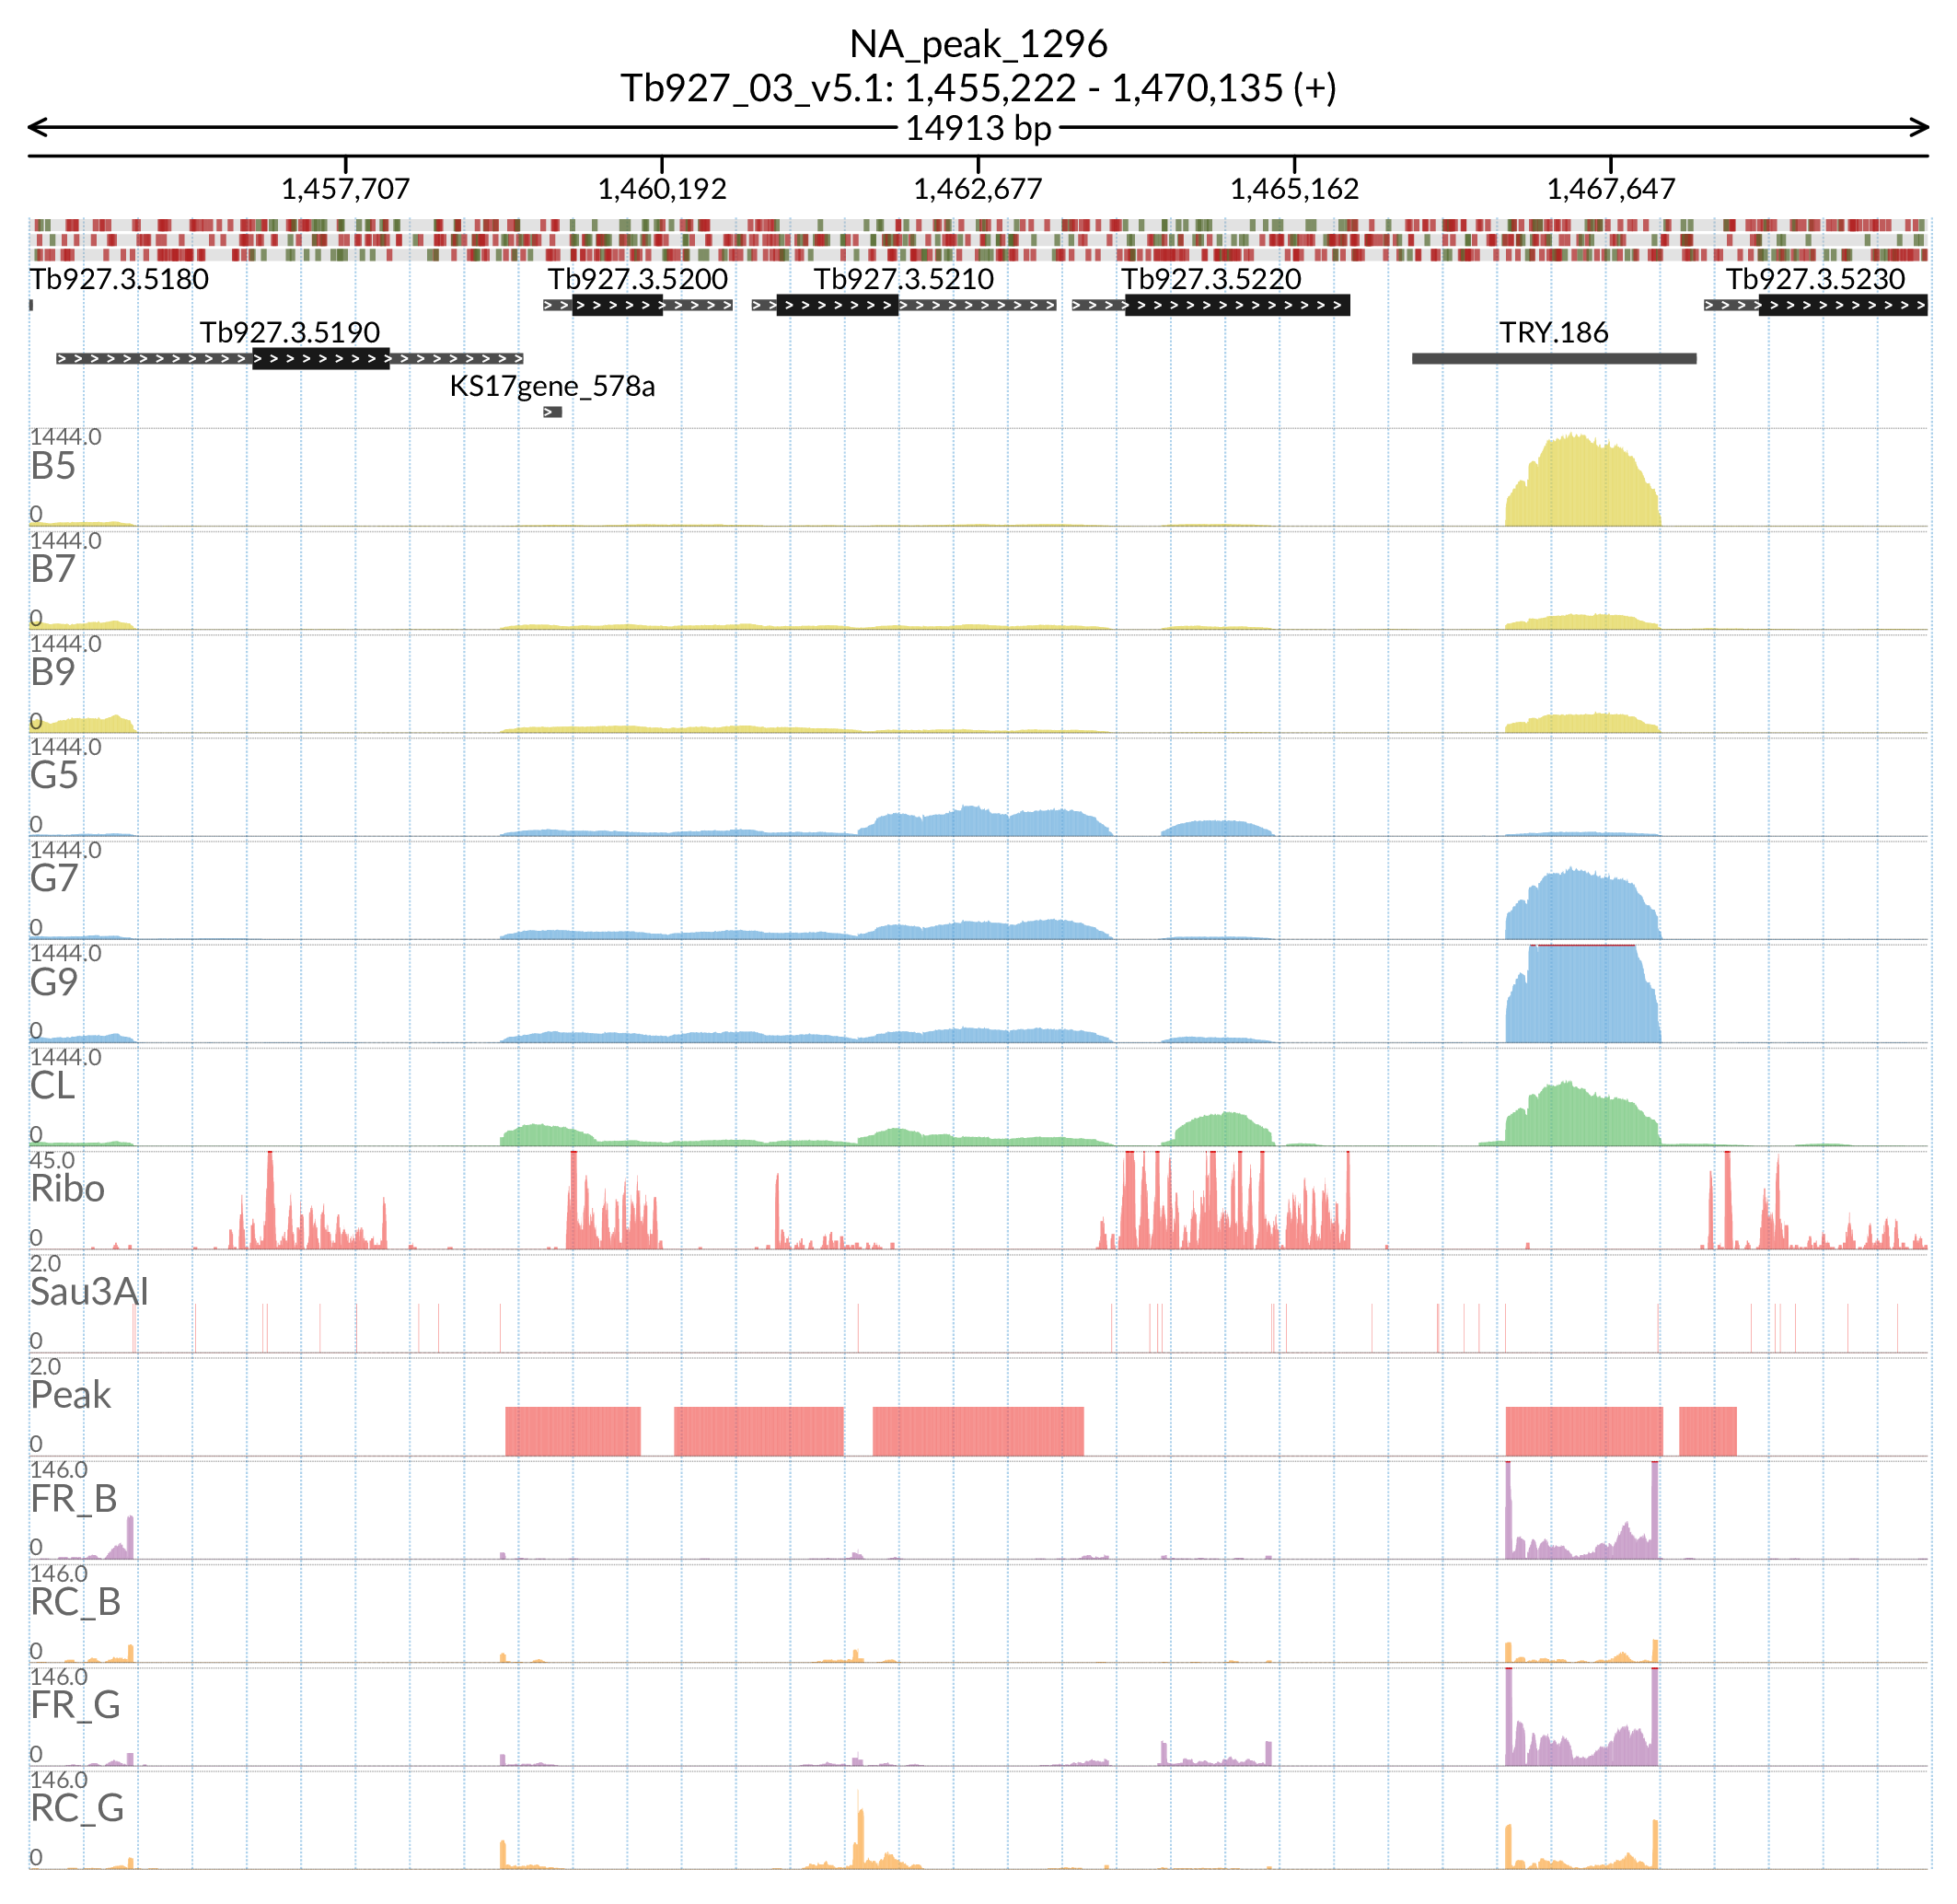 NA_peak_1296
Tb927_03_v5.1: 1,455,222 - 1,470,135 (+)
14913 bp
1,457,707 1,460,192 1,462,677 1,465,162 1,467,647
Tb927.3.5180 Tb927.3.5200 Tb927.3.5210 Tb927.3.5220 Tb927.3.5230
Tb927.3.5190 TRY.186
KS17gene_578a
1444.0
B5
0
1444.0
B7
0
1444.0
B9
0
1444.0
G5
0
1444.0
G7
0
1444.0
G9
0
1444.0
CL
0
45.0
Ribo
0
2.0
Sau3AI
0
2.0
Peak
0
146.0
FR_B
0
146.0
RC_B
0
146.0
FR_G
0
146.0
RC_G
0